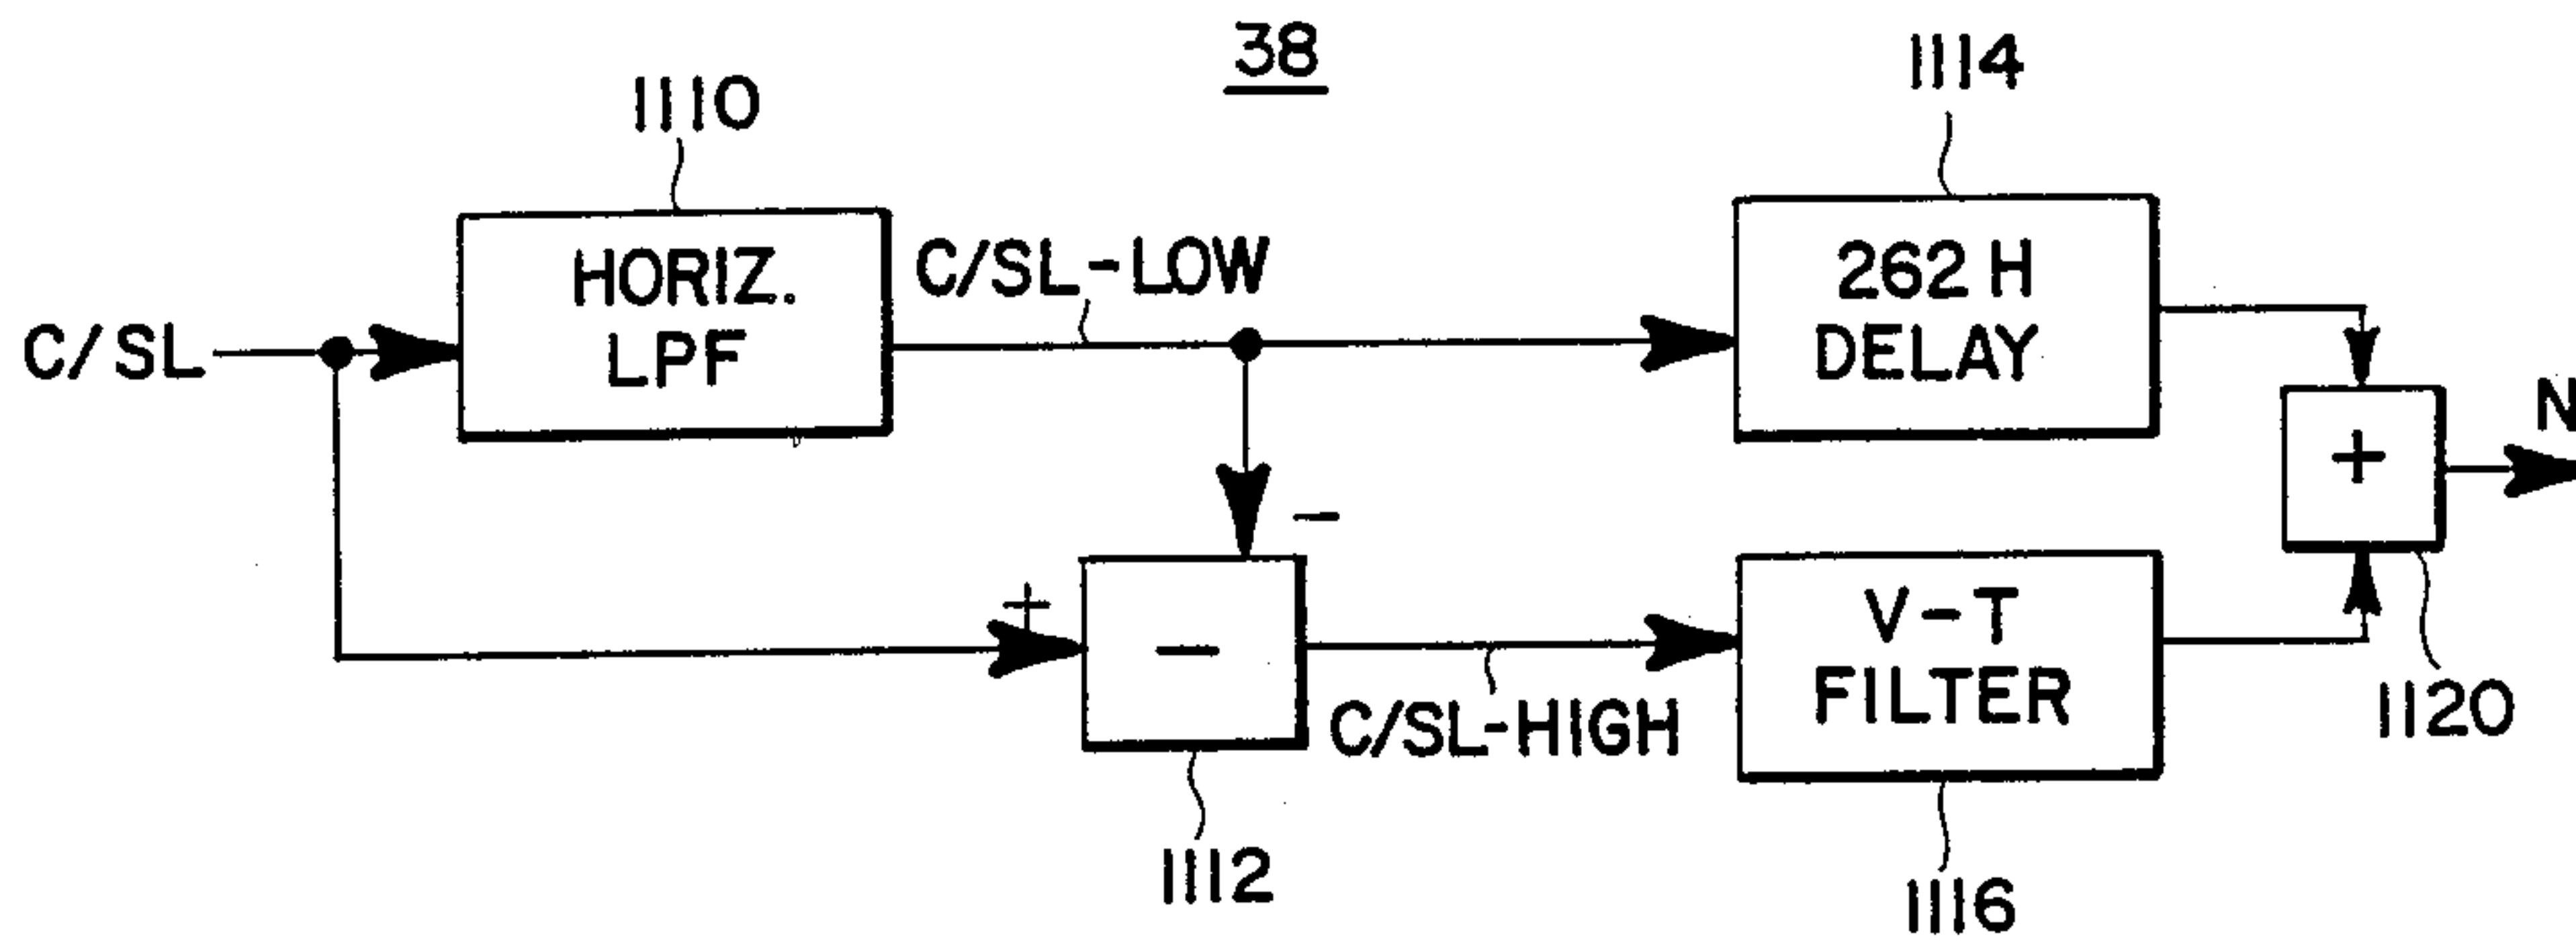 38
1110
1114
HORIZ.
LPF
C/SL-LOW
262 H
DELAY
C/SL
N
+
-
+
-
V-T
FILTER
C/SL-HIGH
1120
1112
1116